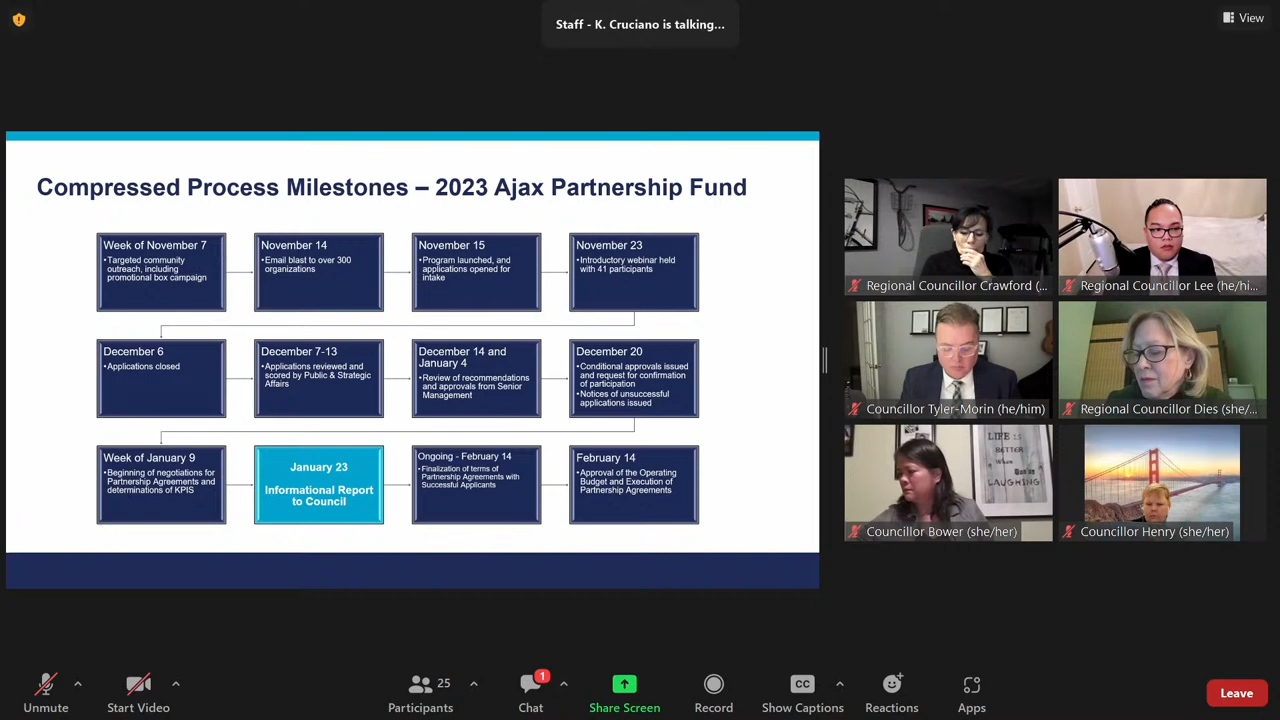 Staff - K. Cruciano is talking...
View
Compressed Process Milestones – 2023 Ajax Partnership Fund
Week of November 7
•Targeted community
outreach, including
promotional box campaign
November 14
•Email blast to over 300
organizations
November 15
•Program launched, and
applications opened for
intake
November 23
•Introductory webinar held
with 41 participants
December 6
•Applications closed
December 7-13
•Applications reviewed and
scored by Public & Strategic
Affairs
December 14 and
January 4
•Review of recommendations
and approvals from Senior
Management
December 20
•Conditional approvals issued
and request for confirmation
of participation
•Notices of unsuccessful
applications issued
Week of January 9
•Beginning of negotiations for
Partnership Agreements and
determinations of KPIS
January 23
Informational Report
to Council
Ongoing - February 14
•Finalization of terms of
Partnership Agreements with
Successful Applicants
February 14
•Approval of the Operating
Budget and Execution of
Partnership Agreements
Regional Councillor Crawford (...
Regional Councillor Lee (he/hi...
Councillor Tyler-Morin (he/him)
Regional Councillor Dies (she/...
LIFE IS
BETTER
When
You're
LAUGHING
Councillor Bower (she/her)
Councillor Henry (she/her)
Unmute
Start Video
25
Participants
1
Chat
Share Screen
Record
CC
Show Captions
Reactions
Apps
Leave